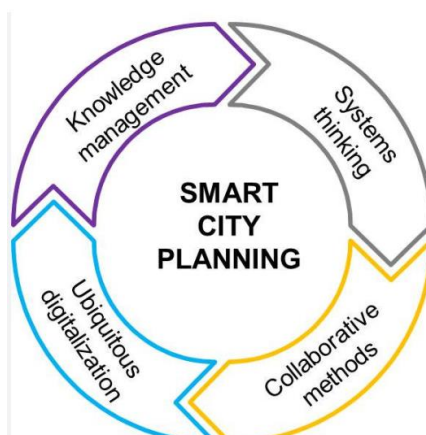 Knowledge
management
Systems
thinking
SMART
CITY
PLANNING
Ubiquitous
digitalization
Collaborative
methods